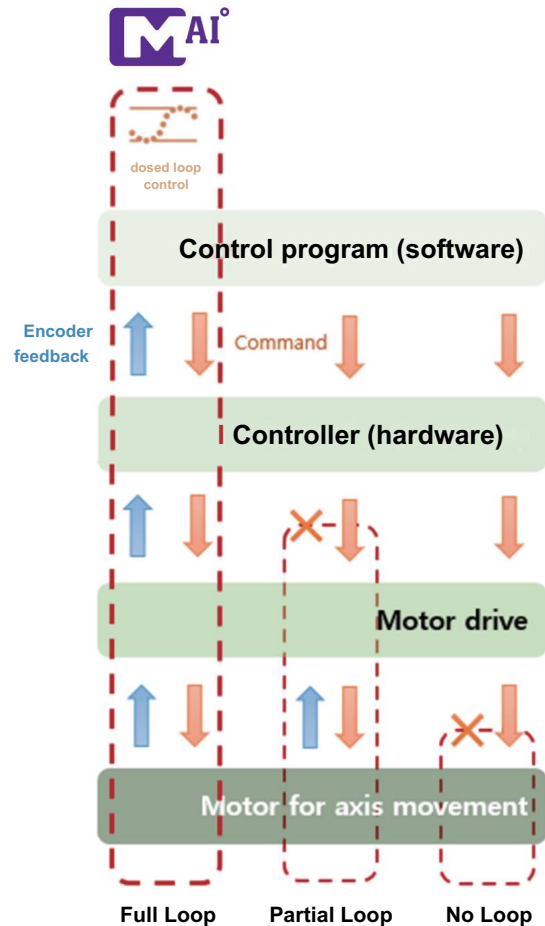 MAI°
dosed loop
control
Control program (software)
Encoder
feedback
Command
Controller (hardware)
Motor drive
Motor for axis movement
Full Loop
Partial Loop
No Loop